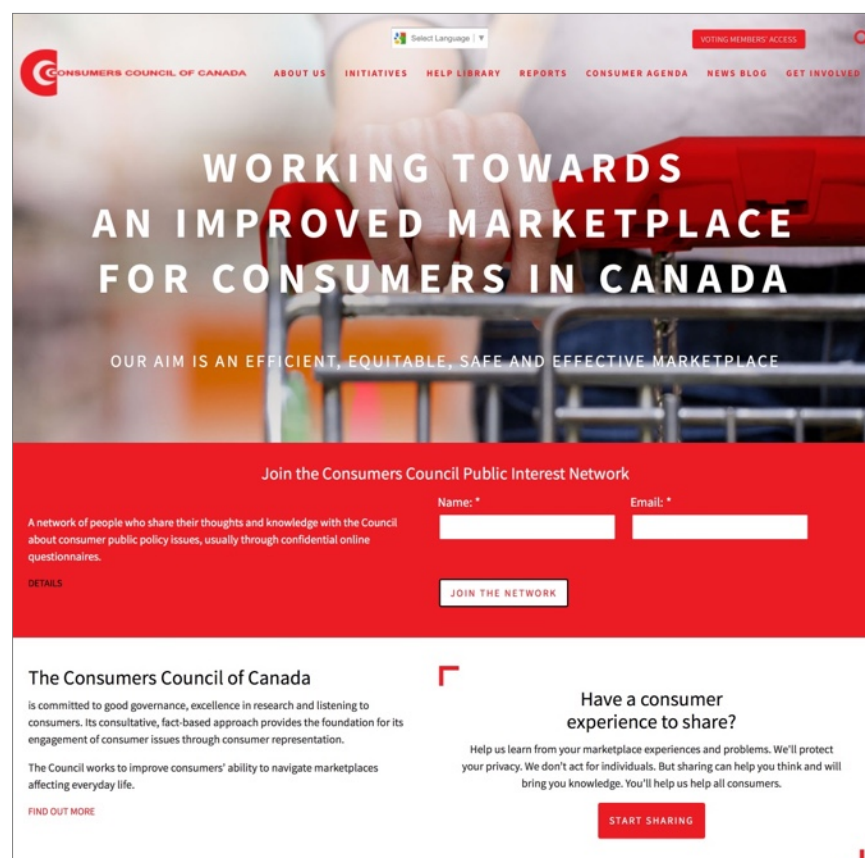 Select Language ▼
VOTING MEMBERS' ACCESS
CONSUMERS COUNCIL OF CANADA
ABOUT US INITIATIVES HELP LIBRARY REPORTS CONSUMER AGENDA NEWS BLOG GET INVOLVED
WORKING TOWARDS
AN IMPROVED MARKETPLACE
FOR CONSUMERS IN CANADA
OUR AIM IS AN EFFICIENT, EQUITABLE, SAFE AND EFFECTIVE MARKETPLACE
Join the Consumers Council Public Interest Network
A network of people who share their thoughts and knowledge with the Council
about consumer public policy issues, usually through confidential online
questionnaires.
DETAILS
Name: *
Email: *
JOIN THE NETWORK
The Consumers Council of Canada
is committed to good governance, excellence in research and listening to
consumers. Its consultative, fact-based approach provides the foundation for its
engagement of consumer issues through consumer representation.
The Council works to improve consumers' ability to navigate marketplaces
affecting everyday life.
FIND OUT MORE
Have a consumer
experience to share?
Help us learn from your marketplace experiences and problems. We'll protect
your privacy. We don't act for individuals. But sharing can help you think and will
bring you knowledge. You'll help us help all consumers.
START SHARING